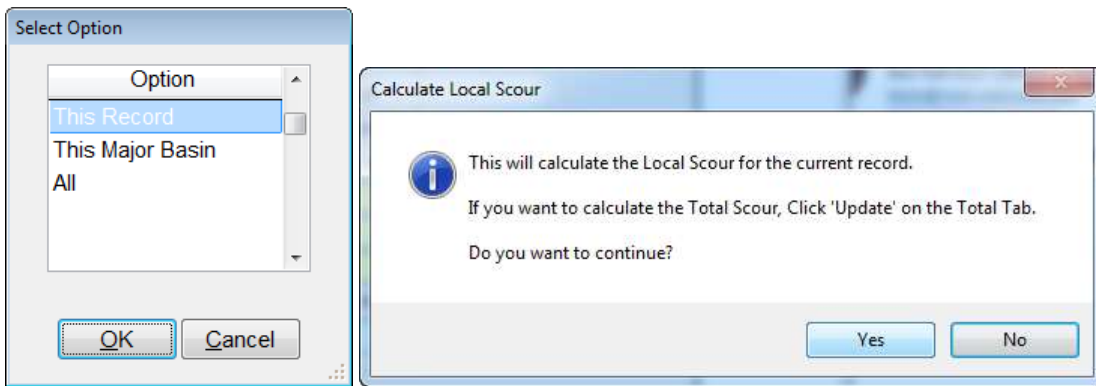 Select Option
Option
This Record
This Major Basin
All
OK
Cancel
Calculate Local Scour
This will calculate the Local Scour for the current record.
If you want to calculate the Total Scour, Click 'Update' on the Total Tab.
Do you want to continue?
Yes
No